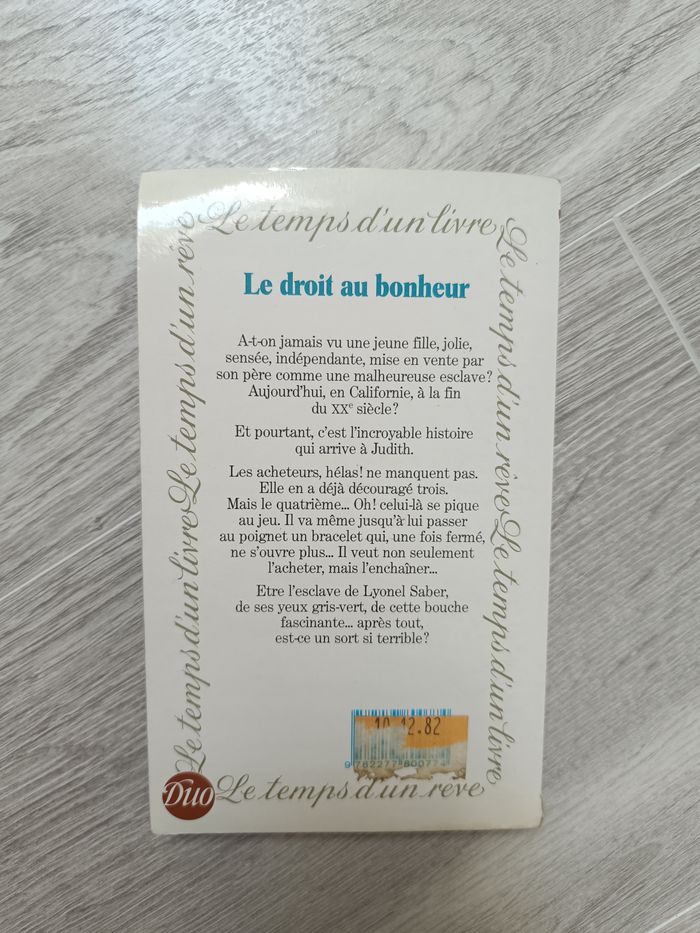 Le temps d'un livre
Le temps d'un rêve
Le temps d'un livre
Le temps d'un rêve
Le temps d'un livre
Le droit au bonheur
A-t-on jamais vu une jeune fille, jolie,
sensée, indépendante, mise en vente par
son père comme une malheureuse esclave?
Aujourd'hui, en Californie, à la fin
du XXe siècle?
Et pourtant, c'est l'incroyable histoire
qui arrive à Judith.
Les acheteurs, hélas! ne manquent pas.
Elle en a déjà découragé trois.
Mais le quatrième... Oh! celui-là se pique
au jeu. Il va même jusqu'à lui passer
au poignet un bracelet qui, une fois fermé,
ne s'ouvre plus... Il veut non seulement
l'acheter, mais l'enchaîner...
Etre l'esclave de Lyonel Saber,
de ses yeux gris-vert, de cette bouche
fascinante... après tout,
est-ce un sort si terrible?
10.12.82
9 782277 80077
Duo
Le temps d'un rêve